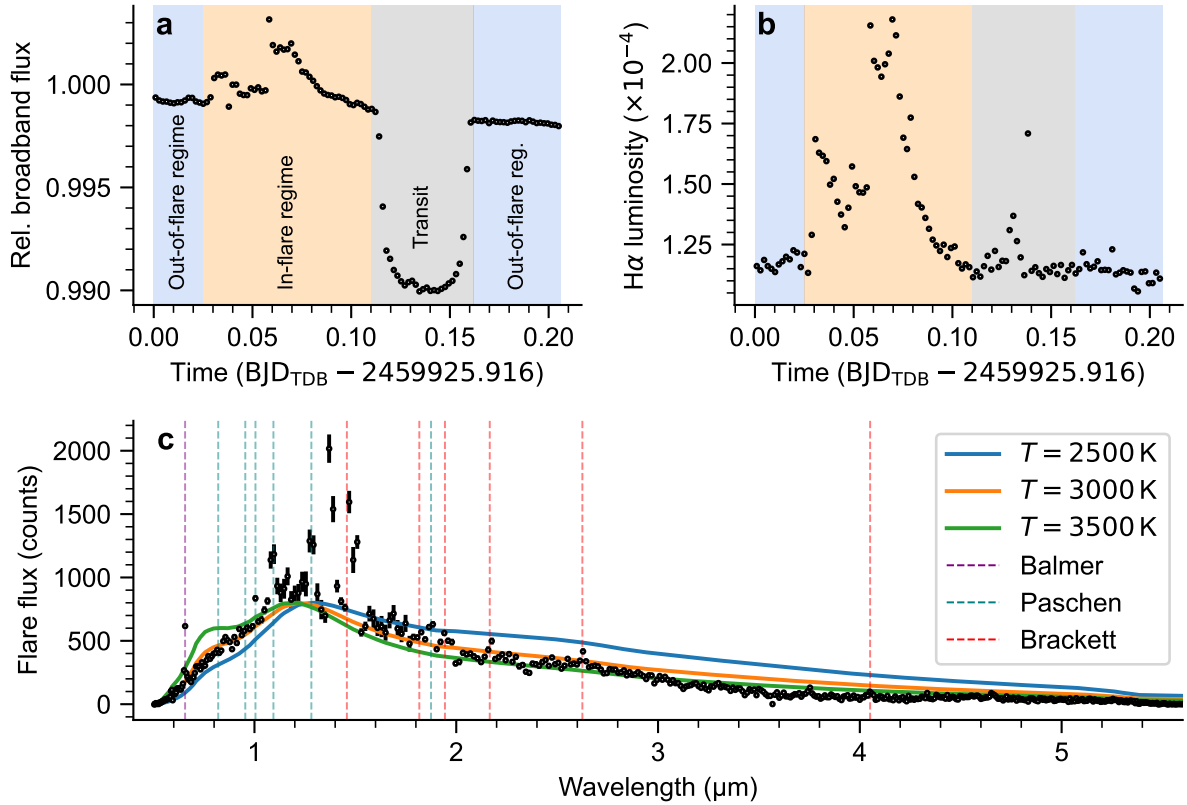 a
Rel. broadband flux
1.000
0.995
0.990
Out-of-flare regime
In-flare regime
Transit
Out-of-flare reg.
0.00 0.05 0.10 0.15 0.20
Time (BJD_TDB − 2459925.916)
b
Hα luminosity (×10⁻⁴)
2.00
1.75
1.50
1.25
0.00 0.05 0.10 0.15 0.20
Time (BJD_TDB − 2459925.916)
c
Flare flux (counts)
2000
1500
1000
500
0
T = 2500 K
T = 3000 K
T = 3500 K
Balmer
Paschen
Brackett
1 2 3 4 5
Wavelength (μm)